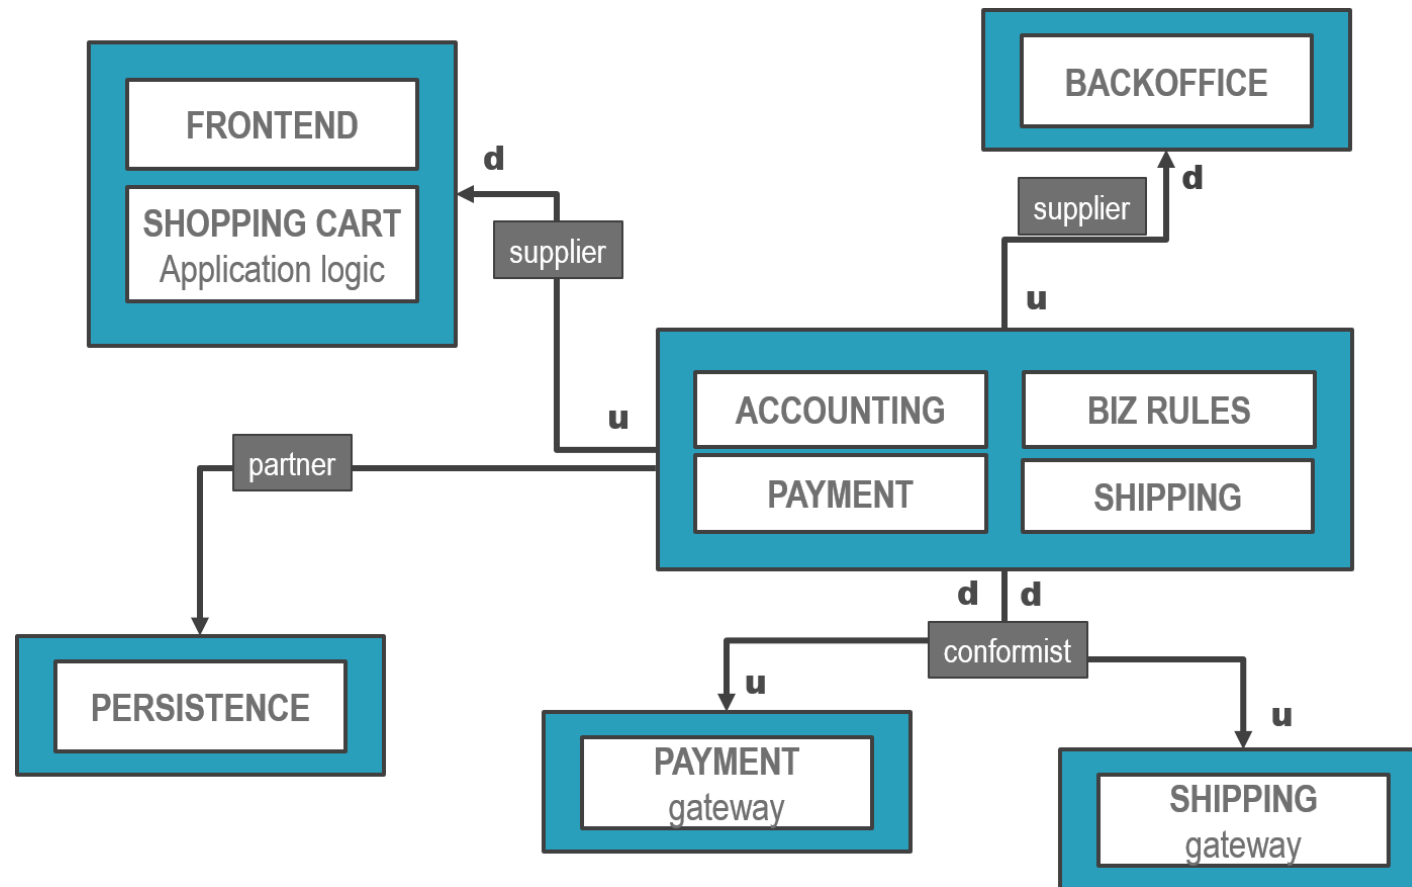 FRONTEND
SHOPPING CART
Application logic
d
supplier
u
BACKOFFICE
d
supplier
u
ACCOUNTING
BIZ RULES
PAYMENT
SHIPPING
partner
PERSISTENCE
d d
conformist
u
PAYMENT
gateway
u
SHIPPING
gateway